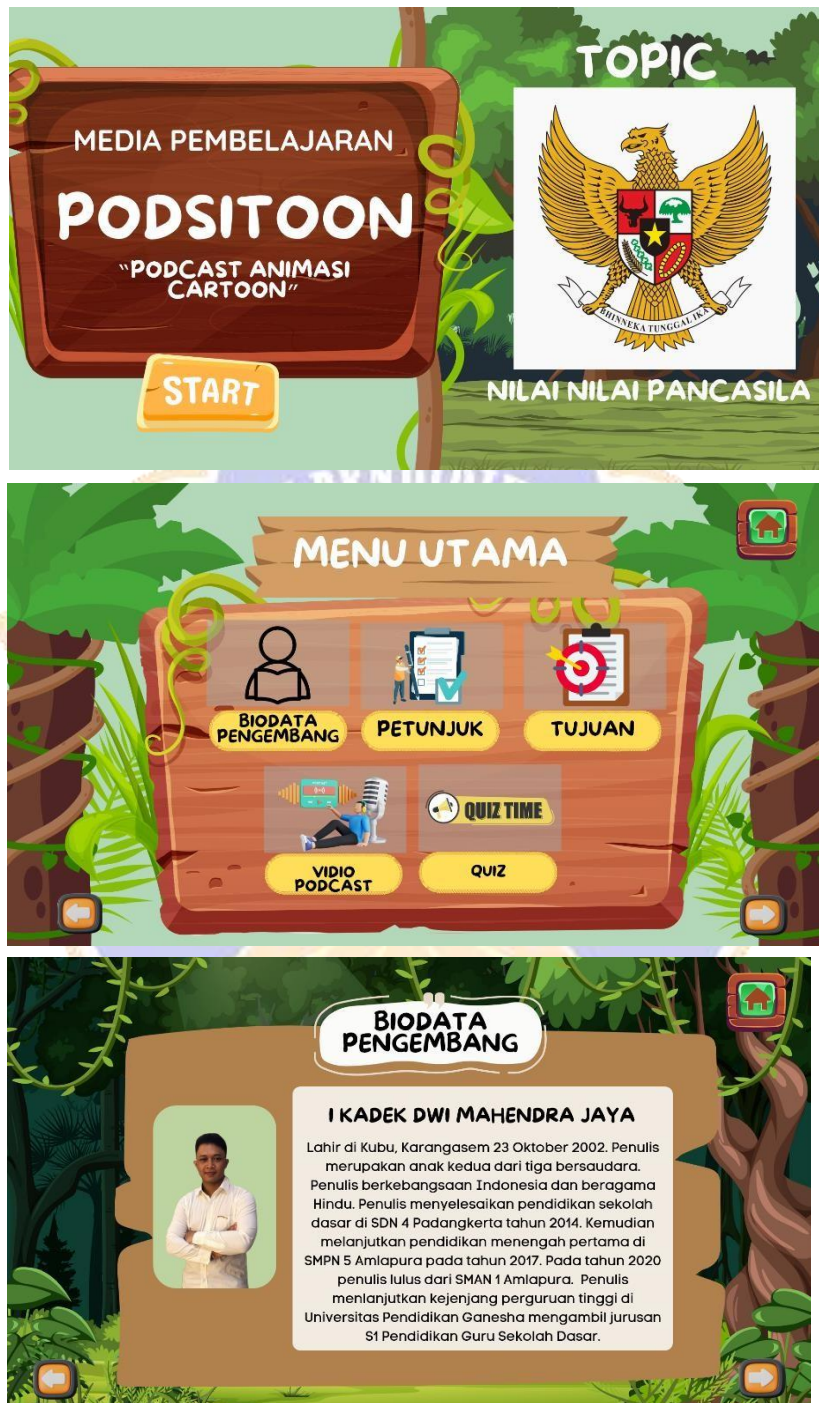 TOPIC
MEDIA PEMBELAJARAN
PODSITOON
"PODCAST ANIMASI
CARTOON"
START
BHINNEKA TUNGGAL IKA
NILAI NILAI PANCASILA
MENU UTAMA
BIODATA
PENGEMBANG
PETUNJUK
TUJUAN
QUIZ TIME
VIDIO
PODCAST
QUIZ
BIODATA
PENGEMBANG
I KADEK DWI MAHENDRA JAYA
Lahir di Kubu, Karangasem 23 Oktober 2002. Penulis
merupakan anak kedua dari tiga bersaudara.
Penulis berkebangsaan Indonesia dan beragama
Hindu. Penulis menyelesaikan pendidikan sekolah
dasar di SDN 4 Padangkerta tahun 2014. Kemudian
melanjutkan pendidikan menengah pertama di
SMPN 5 Amlapura pada tahun 2017. Pada tahun 2020
penulis lulus dari SMAN 1 Amlapura. Penulis
menlanjutkan kejenjang perguruan tinggi di
Universitas Pendidikan Ganesha mengambil jurusan
S1 Pendidikan Guru Sekolah Dasar.